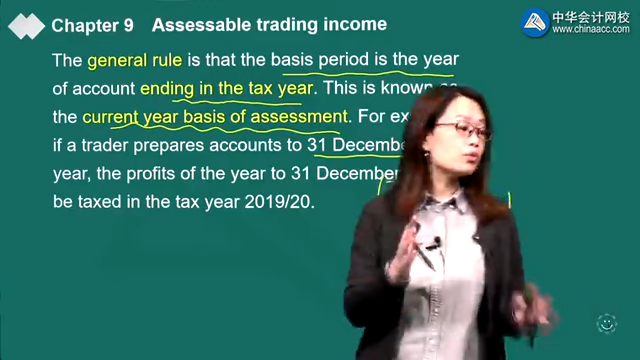 中华会计网校
www.chinaacc.com
Chapter 9 Assessable trading income
The general rule is that the basis period is the year
of account ending in the tax year. This is known
the current year basis of assessment. For
if a trader prepares accounts to 31
year, the profits of the year to 31 December
be taxed in the tax year 2019/20.